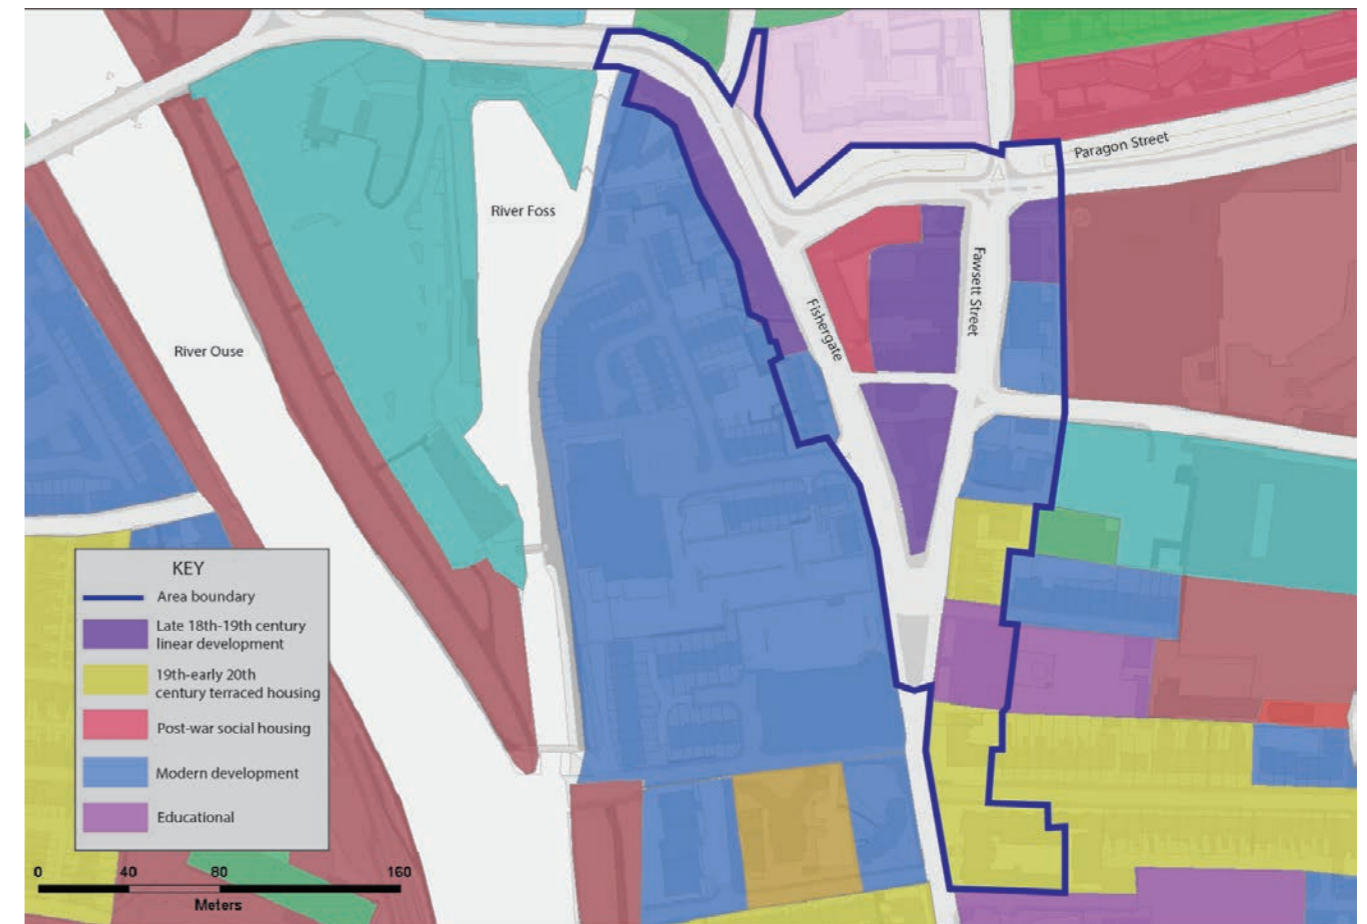 Paragon Street
River Foss
Fawsett Street
Fishergate
River Ouse
KEY
Area boundary
Late 18th-19th century
linear development
19th-early 20th
century terraced housing
Post-war social housing
Modern development
Educational
0 40 80 160
Meters